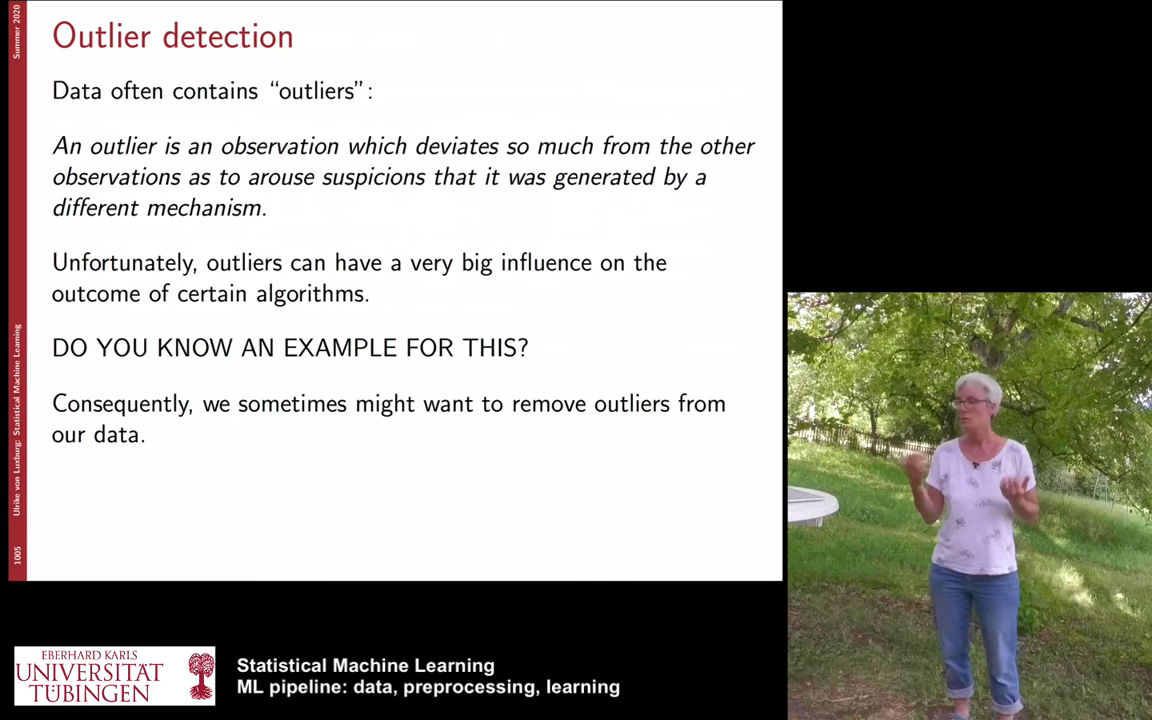 Summer 2020
Outlier detection
Data often contains “outliers”:
An outlier is an observation which deviates so much from the other
observations as to arouse suspicions that it was generated by a
different mechanism.
Unfortunately, outliers can have a very big influence on the
outcome of certain algorithms.
DO YOU KNOW AN EXAMPLE FOR THIS?
Consequently, we sometimes might want to remove outliers from
our data.
Ulrike von Luxburg: Statistical Machine Learning
1005
EBERHARD KARLS
UNIVERSITÄT
TÜBINGEN
Statistical Machine Learning
ML pipeline: data, preprocessing, learning